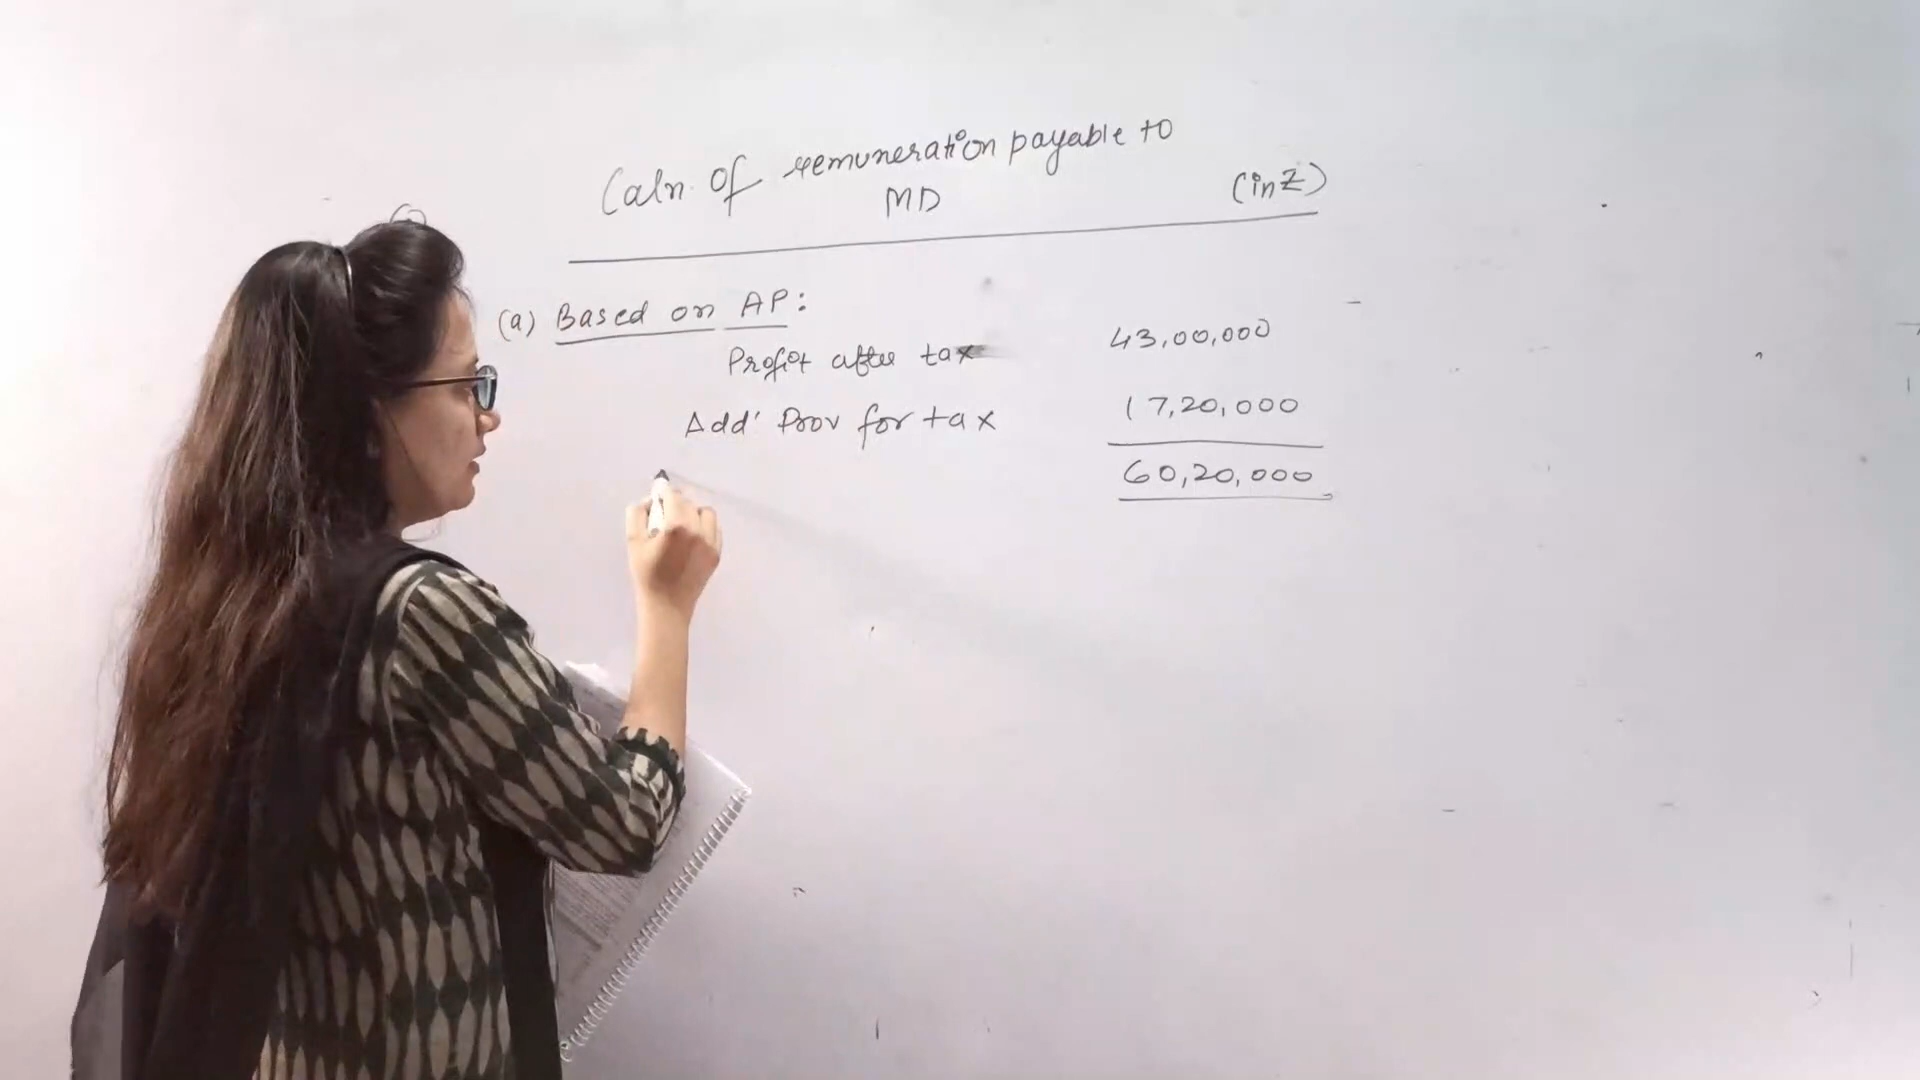 Caln. Of remuneration payable to
MD (in ₹)
(a) Based on AP:
Profit after tax 43,00,000
Add: Prov for tax 17,20,000
60,20,000